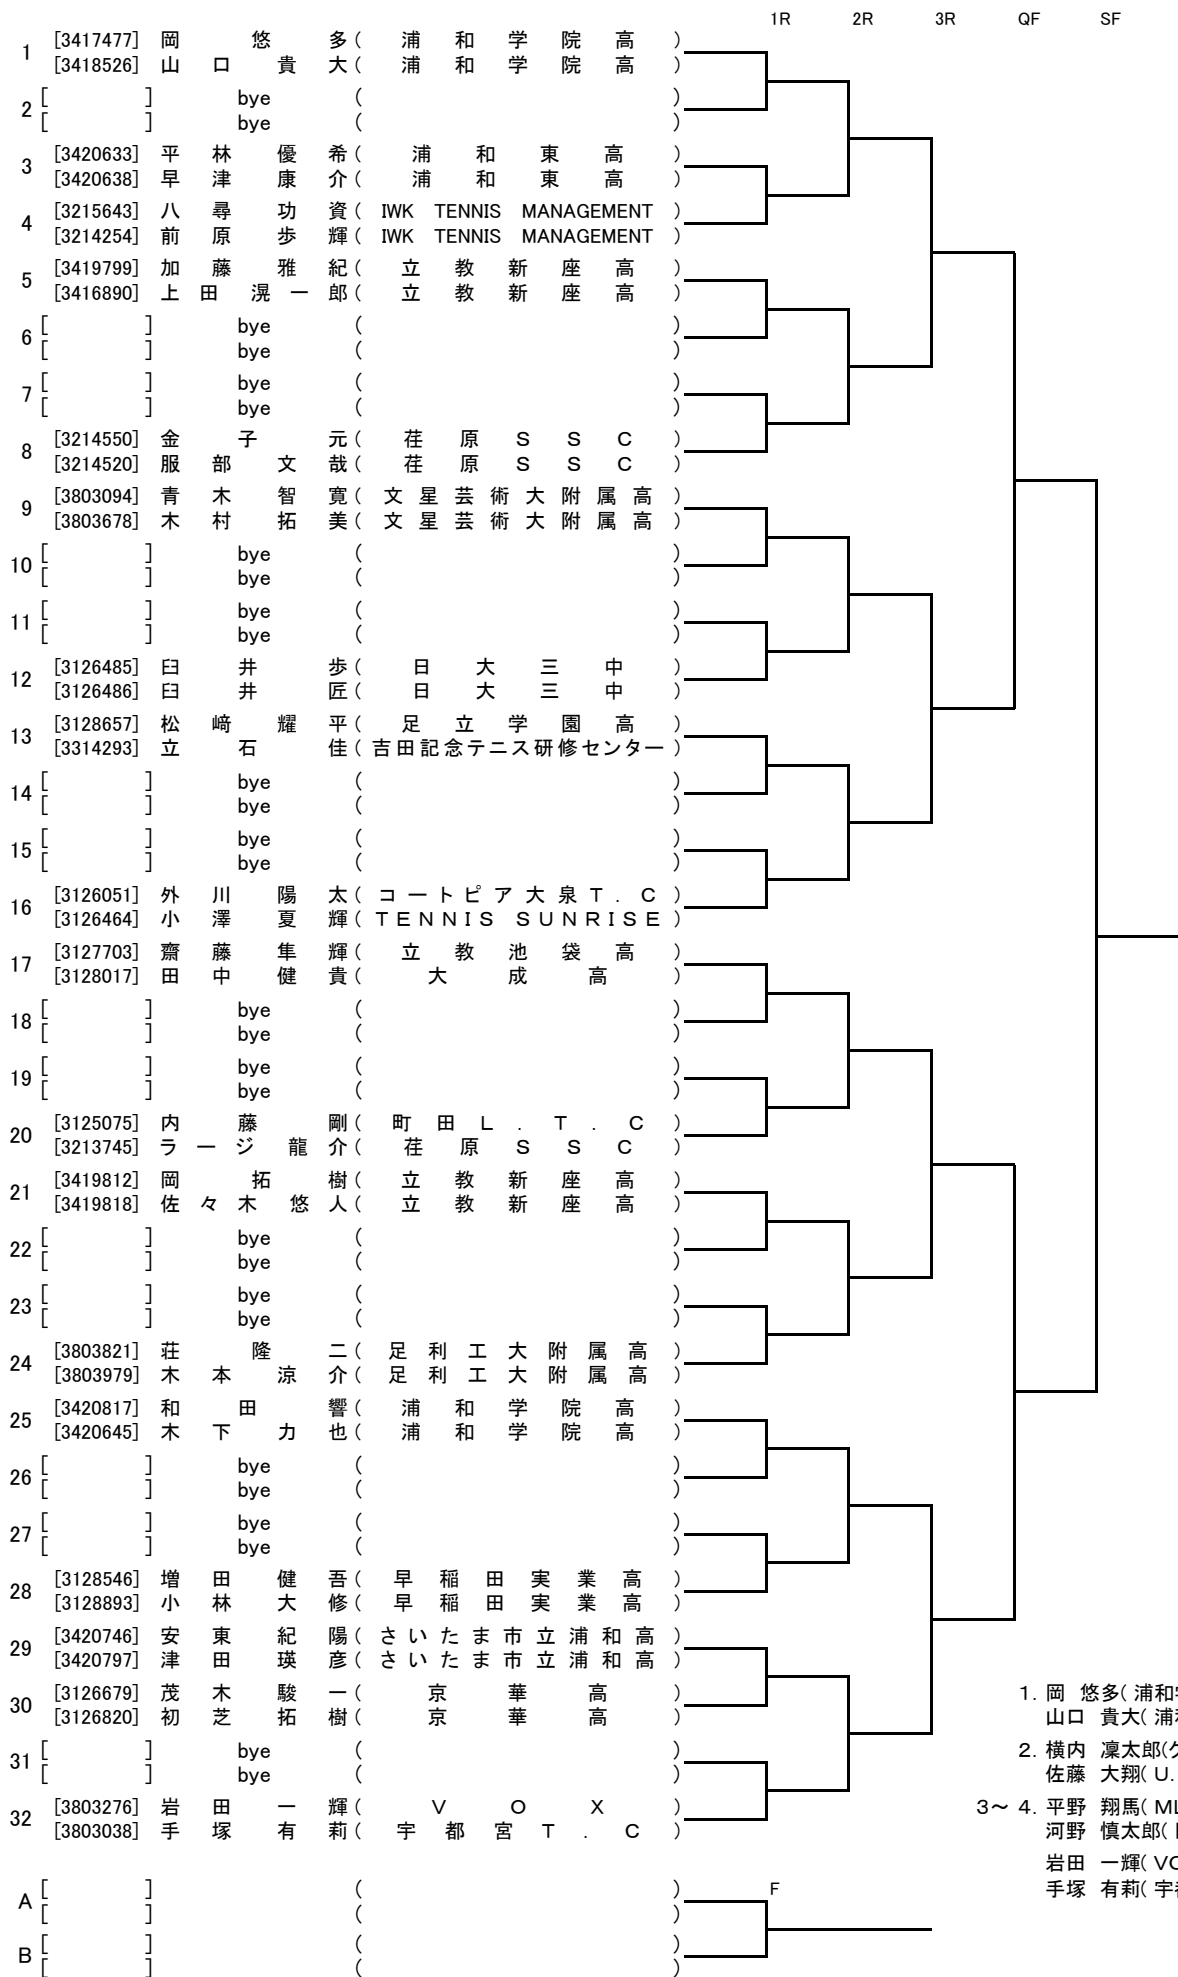 1R 2R 3R QF SF
1 [3417477] 岡 悠 多 ( 浦 和 学 院 高 )
[3418526] 山 口 貴 大 ( 浦 和 学 院 高 )
2 [ ] bye ( )
[ ] bye ( )
3 [3420633] 平 林 優 希 ( 浦 和 東 高 )
[3420638] 早 津 康 介 ( 浦 和 東 高 )
4 [3215643] 八 尋 功 資 ( IWK TENNIS MANAGEMENT )
[3214254] 前 原 歩 輝 ( IWK TENNIS MANAGEMENT )
5 [3419799] 加 藤 雅 紀 ( 立 教 新 座 高 )
[3416890] 上 田 滉 一 郎 ( 立 教 新 座 高 )
6 [ ] bye ( )
[ ] bye ( )
7 [ ] bye ( )
[ ] bye ( )
8 [3214550] 金 子 元 ( 荏 原 Ｓ Ｓ Ｃ )
[3214520] 服 部 文 哉 ( 荏 原 Ｓ Ｓ Ｃ )
9 [3803094] 青 木 智 寛 ( 文 星 芸 術 大 附 属 高 )
[3803678] 木 村 拓 美 ( 文 星 芸 術 大 附 属 高 )
10 [ ] bye ( )
[ ] bye ( )
11 [ ] bye ( )
[ ] bye ( )
12 [3126485] 臼 井 歩 ( 日 大 三 中 )
[3126486] 臼 井 匠 ( 日 大 三 中 )
13 [3128657] 松 﨑 耀 平 ( 足 立 学 園 高 )
[3314293] 立 石 佳 ( 吉田記念テニス研修センター )
14 [ ] bye ( )
[ ] bye ( )
15 [ ] bye ( )
[ ] bye ( )
16 [3126051] 外 川 陽 太 ( コ ー ト ピ ア 大 泉 Ｔ . Ｃ )
[3126464] 小 澤 夏 輝 ( ＴＥＮＮＩＳ ＳＵＮＲＩＳＥ )
17 [3127703] 齋 藤 隼 輝 ( 立 教 池 袋 高 )
[3128017] 田 中 健 貴 ( 大 成 高 )
18 [ ] bye ( )
[ ] bye ( )
19 [ ] bye ( )
[ ] bye ( )
20 [3125075] 内 藤 剛 ( 町 田 Ｌ . Ｔ . Ｃ )
[3213745] ラ ー ジ 龍 介 ( 荏 原 Ｓ Ｓ Ｃ )
21 [3419812] 岡 拓 樹 ( 立 教 新 座 高 )
[3419818] 佐 々 木 悠 人 ( 立 教 新 座 高 )
22 [ ] bye ( )
[ ] bye ( )
23 [ ] bye ( )
[ ] bye ( )
24 [3803821] 荘 隆 二 ( 足 利 工 大 附 属 高 )
[3803979] 木 本 涼 介 ( 足 利 工 大 附 属 高 )
25 [3420817] 和 田 響 ( 浦 和 学 院 高 )
[3420645] 木 下 力 也 ( 浦 和 学 院 高 )
26 [ ] bye ( )
[ ] bye ( )
27 [ ] bye ( )
[ ] bye ( )
28 [3128546] 増 田 健 吾 ( 早 稲 田 実 業 高 )
[3128893] 小 林 大 修 ( 早 稲 田 実 業 高 )
29 [3420746] 安 東 紀 陽 ( さ い た ま 市 立 浦 和 高 )
[3420797] 津 田 瑛 彦 ( さ い た ま 市 立 浦 和 高 )
30 [3126679] 茂 木 駿 一 ( 京 華 高 )
[3126820] 初 芝 拓 樹 ( 京 華 高 )
31 [ ] bye ( )
[ ] bye ( )
32 [3803276] 岩 田 一 輝 ( Ｖ Ｏ Ｘ )
[3803038] 手 塚 有 莉 ( 宇 都 宮 Ｔ . Ｃ )
1. 岡 悠多( 浦和
山口 貴大( 浦
2. 横内 凜太郎(
佐藤 大翔( U.
3～ 4. 平野 翔馬( ML
河野 慎太郎(
岩田 一輝( VO
手塚 有莉( 宇
A [ ] ( )
[ ] ( )
B [ ] ( )
[ ] ( )
F